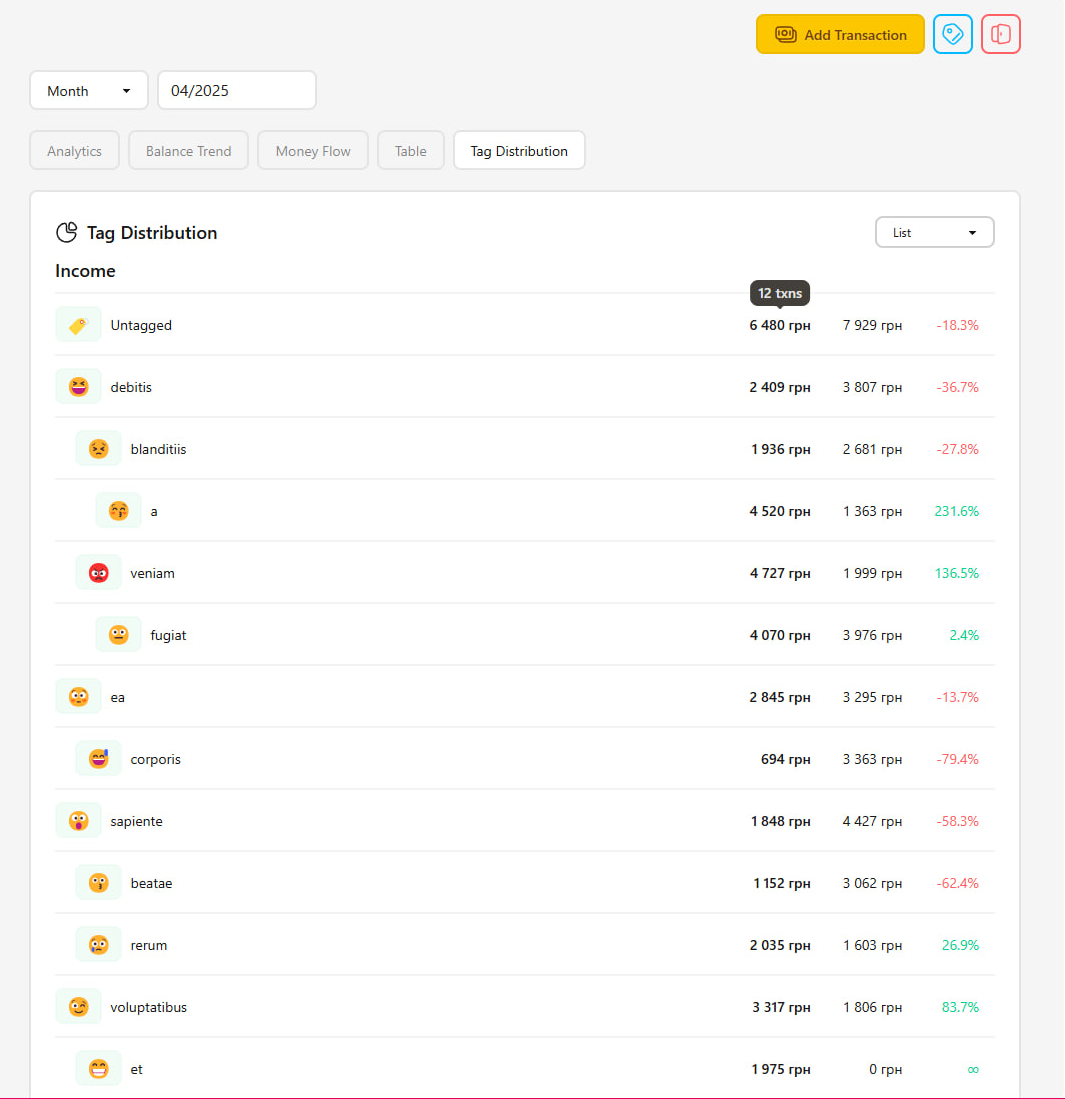 Add Transaction
Month 04/2025
Analytics Balance Trend Money Flow Table Tag Distribution
Tag Distribution List
Income
12 txns
Untagged 6 480 грн 7 929 грн -18.3%
debitis 2 409 грн 3 807 грн -36.7%
blanditiis 1 936 грн 2 681 грн -27.8%
a 4 520 грн 1 363 грн 231.6%
veniam 4 727 грн 1 999 грн 136.5%
fugiat 4 070 грн 3 976 грн 2.4%
ea 2 845 грн 3 295 грн -13.7%
corporis 694 грн 3 363 грн -79.4%
sapiente 1 848 грн 4 427 грн -58.3%
beatae 1 152 грн 3 062 грн -62.4%
rerum 2 035 грн 1 603 грн 26.9%
voluptatibus 3 317 грн 1 806 грн 83.7%
et 1 975 грн 0 грн ∞